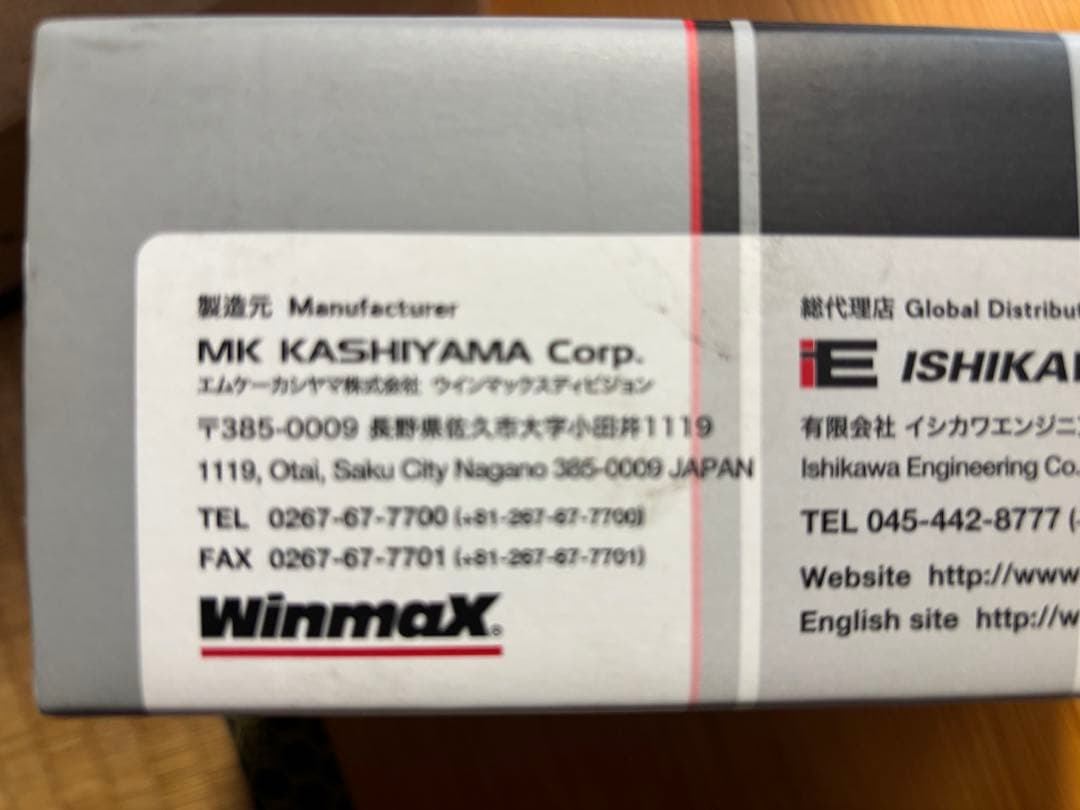 製造元 Manufacturer
MK KASHIYAMA Corp.
エムケーカシヤマ株式会社 ウインマックスディビジョン
〒385-0009 長野県佐久市大字小田井1119
1119, Otai, Saku City Nagano 385-0009 JAPAN
TEL 0267-67-7700 (+81-267-67-7700)
FAX 0267-67-7701 (+81-267-67-7701)
WinmaX®
総代理店 Global Distribut
iE ISHIKA
有限会社 イシカワエンジニ
Ishikawa Engineering Co.
TEL 045-442-8777 (
Website http://www
English site http://w